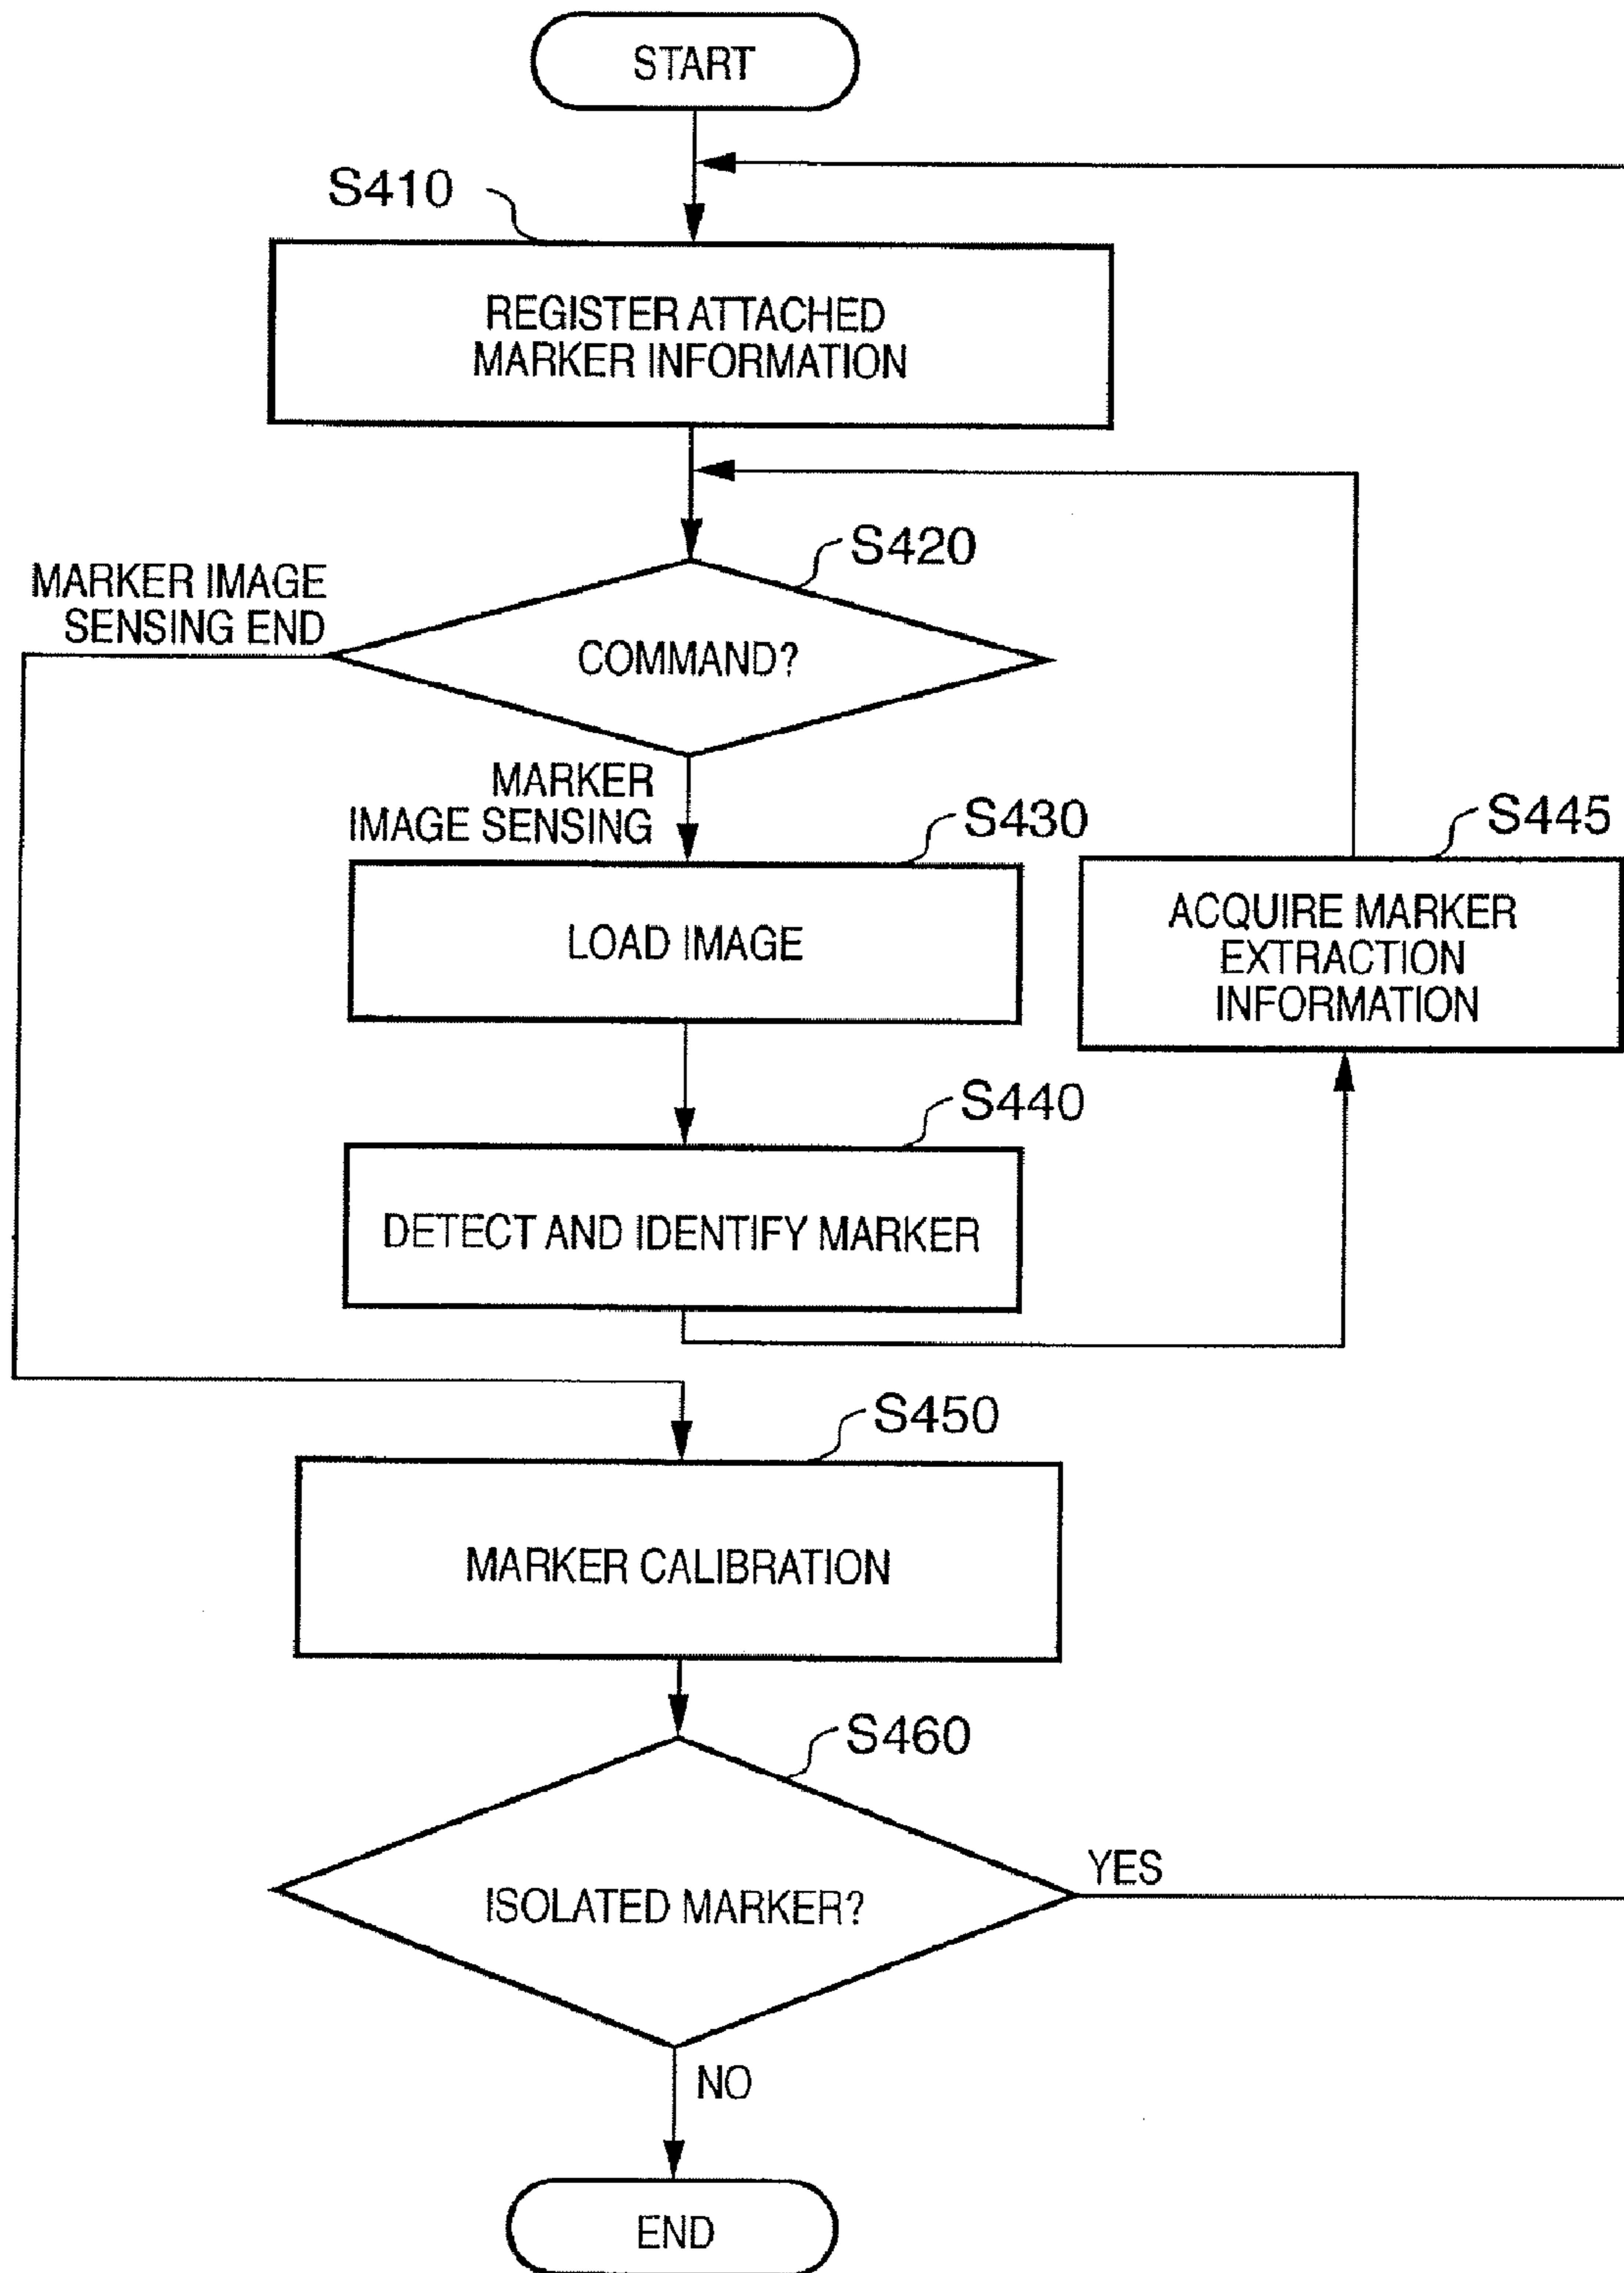 START
S410
REGISTER ATTACHED
MARKER INFORMATION
S420
MARKER IMAGE
SENSING END
COMMAND?
MARKER
IMAGE SENSING
S430
S445
LOAD IMAGE
ACQUIRE MARKER
EXTRACTION
INFORMATION
S440
DETECT AND IDENTIFY MARKER
S450
MARKER CALIBRATION
S460
ISOLATED MARKER?
YES
NO
END